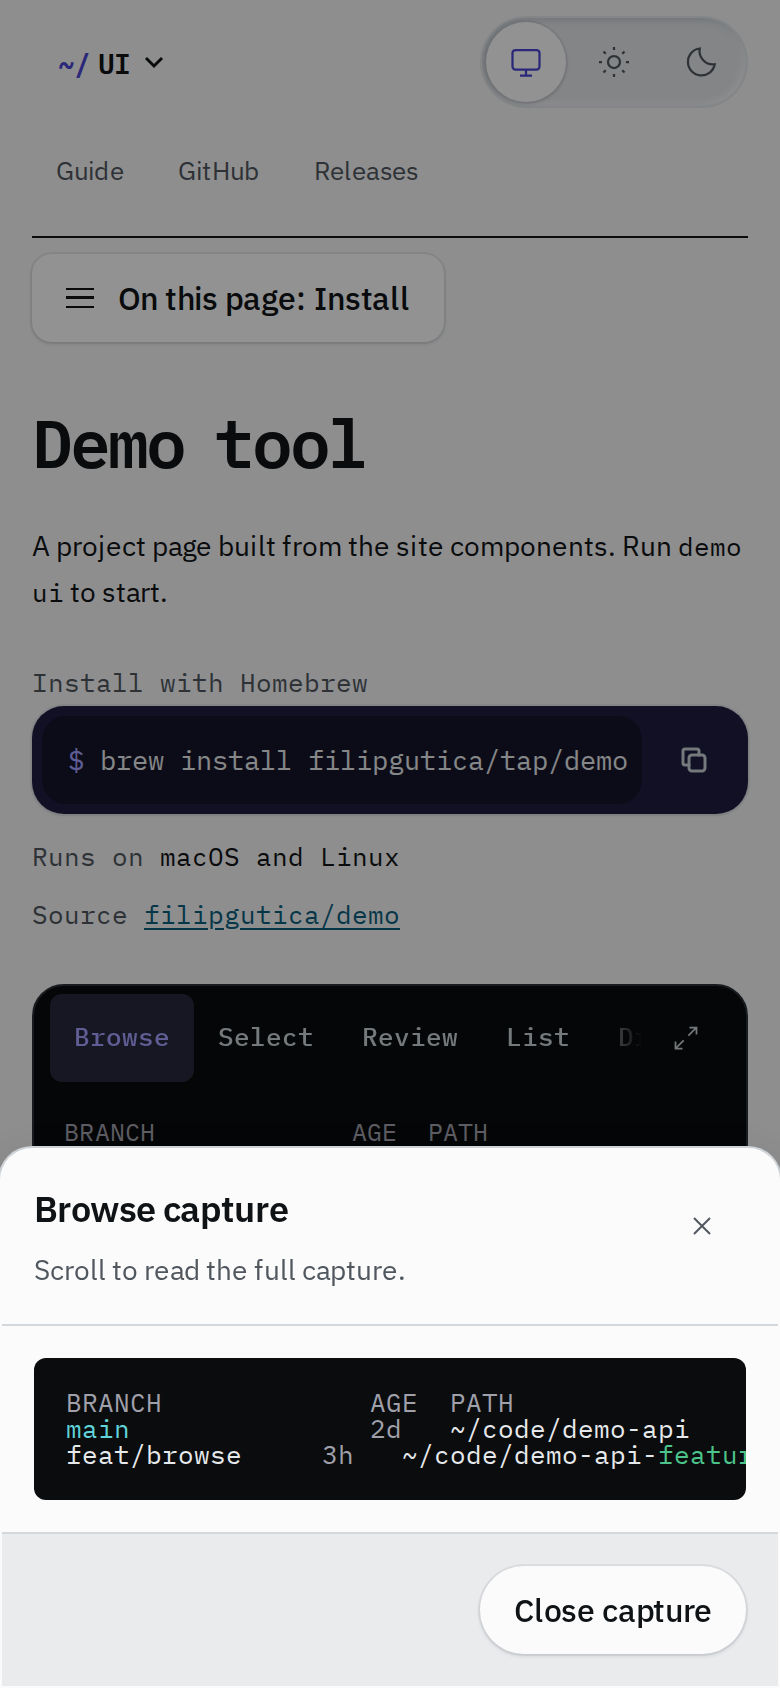 ~/ UI
Guide GitHub Releases
On this page: Install
Demo tool
A project page built from the site components. Run demo
ui to start.
Install with Homebrew
$ brew install filipgutica/tap/demo
Runs on macOS and Linux
Source filipgutica/demo
Browse Select Review List
BRANCH AGE PATH
Browse capture
Scroll to read the full capture.
BRANCH AGE PATH
main 2d ~/code/demo-api
feat/browse 3h ~/code/demo-api-featur
Close capture